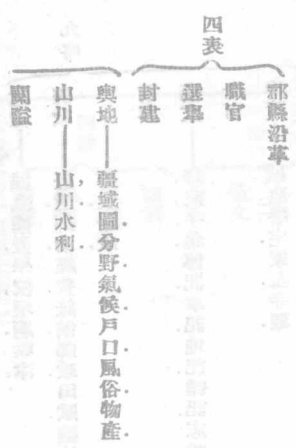 四表
郡縣沿革
職官
選舉
封建
輿地——疆域圖分野氣候戶口風俗物產
山川——山川水利
關隘